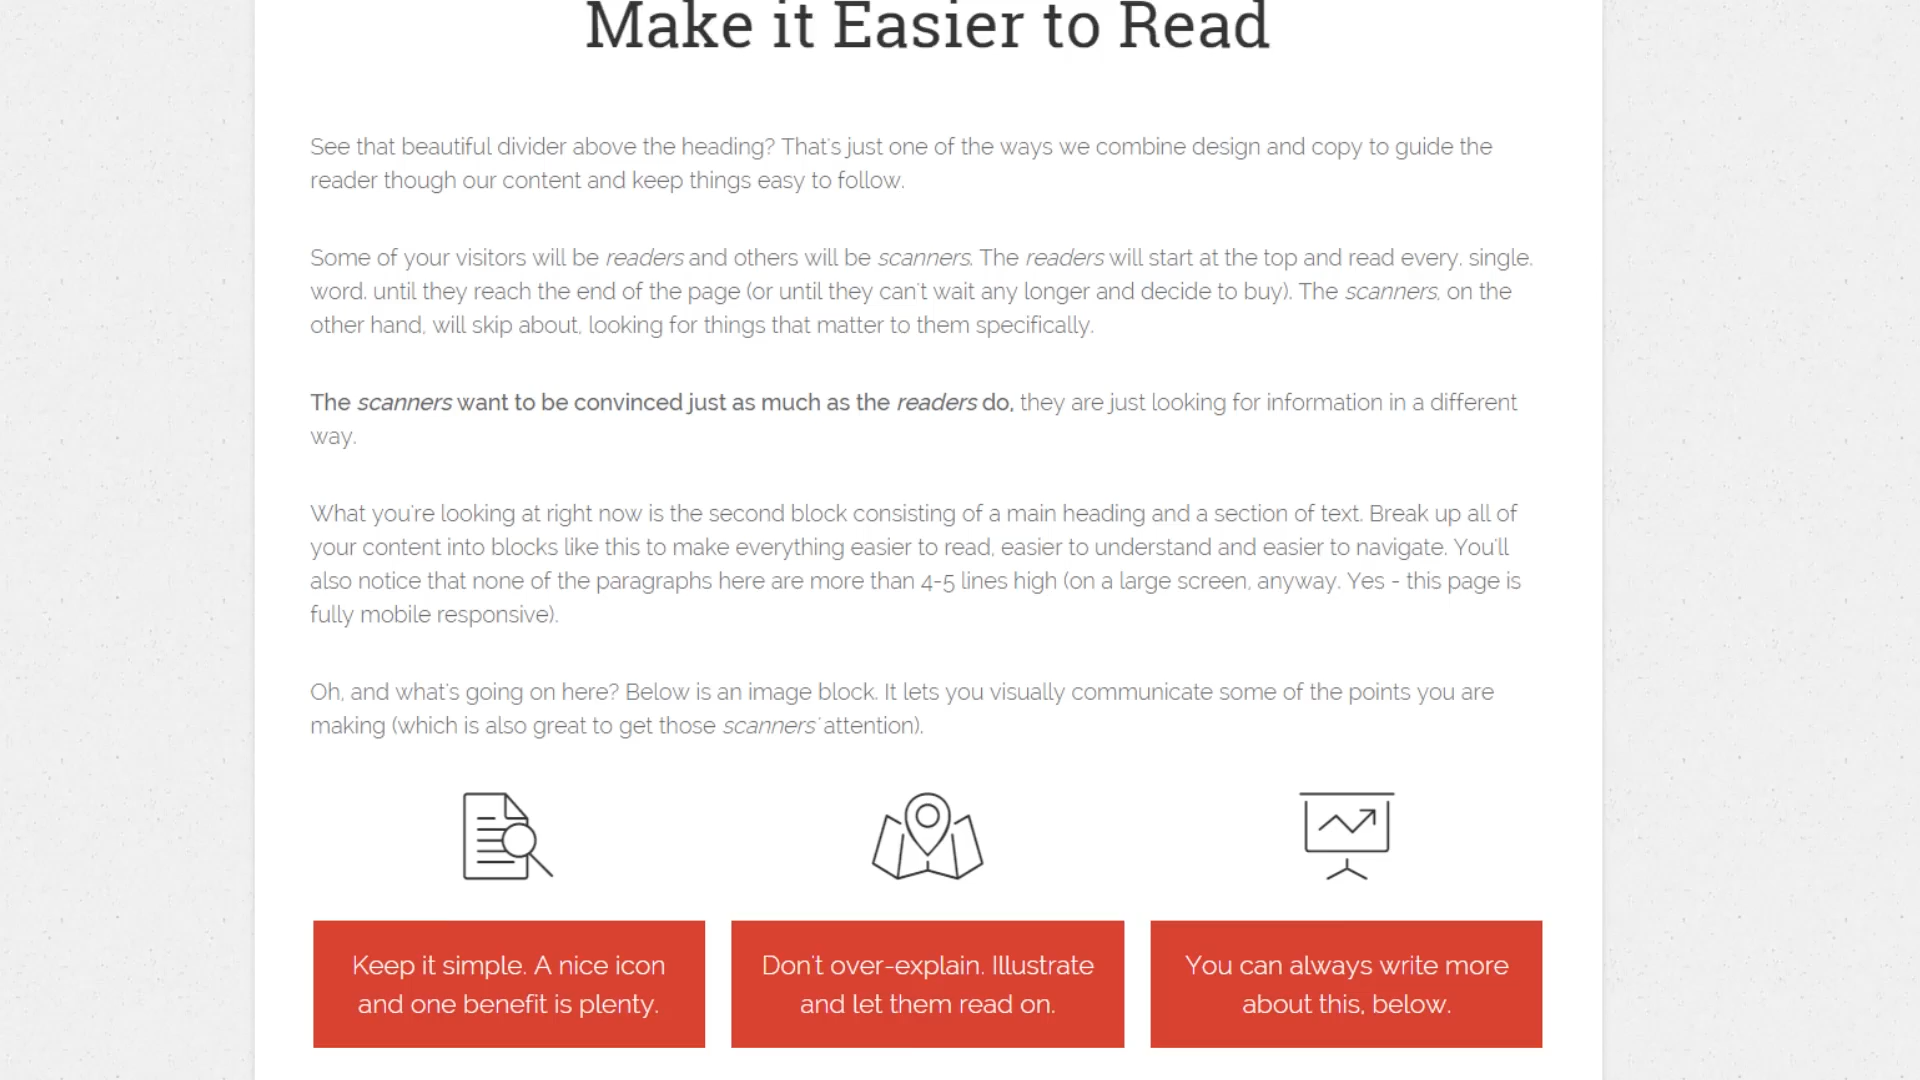 Make it Easier to Read
See that beautiful divider above the heading? That's just one of the ways we combine design and copy to guide the
reader though our content and keep things easy to follow.
Some of your visitors will be readers and others will be scanners. The readers will start at the top and read every. single.
word. until they reach the end of the page (or until they can't wait any longer and decide to buy). The scanners, on the
other hand, will skip about, looking for things that matter to them specifically.
The scanners want to be convinced just as much as the readers do, they are just looking for information in a different
way.
What you're looking at right now is the second block consisting of a main heading and a section of text. Break up all of
your content into blocks like this to make everything easier to read, easier to understand and easier to navigate. You'll
also notice that none of the paragraphs here are more than 4-5 lines high (on a large screen, anyway. Yes - this page is
fully mobile responsive).
Oh, and what's going on here? Below is an image block. It lets you visually communicate some of the points you are
making (which is also great to get those scanners' attention).
Keep it simple. A nice icon
and one benefit is plenty.
Don't over-explain. Illustrate
and let them read on.
You can always write more
about this, below.